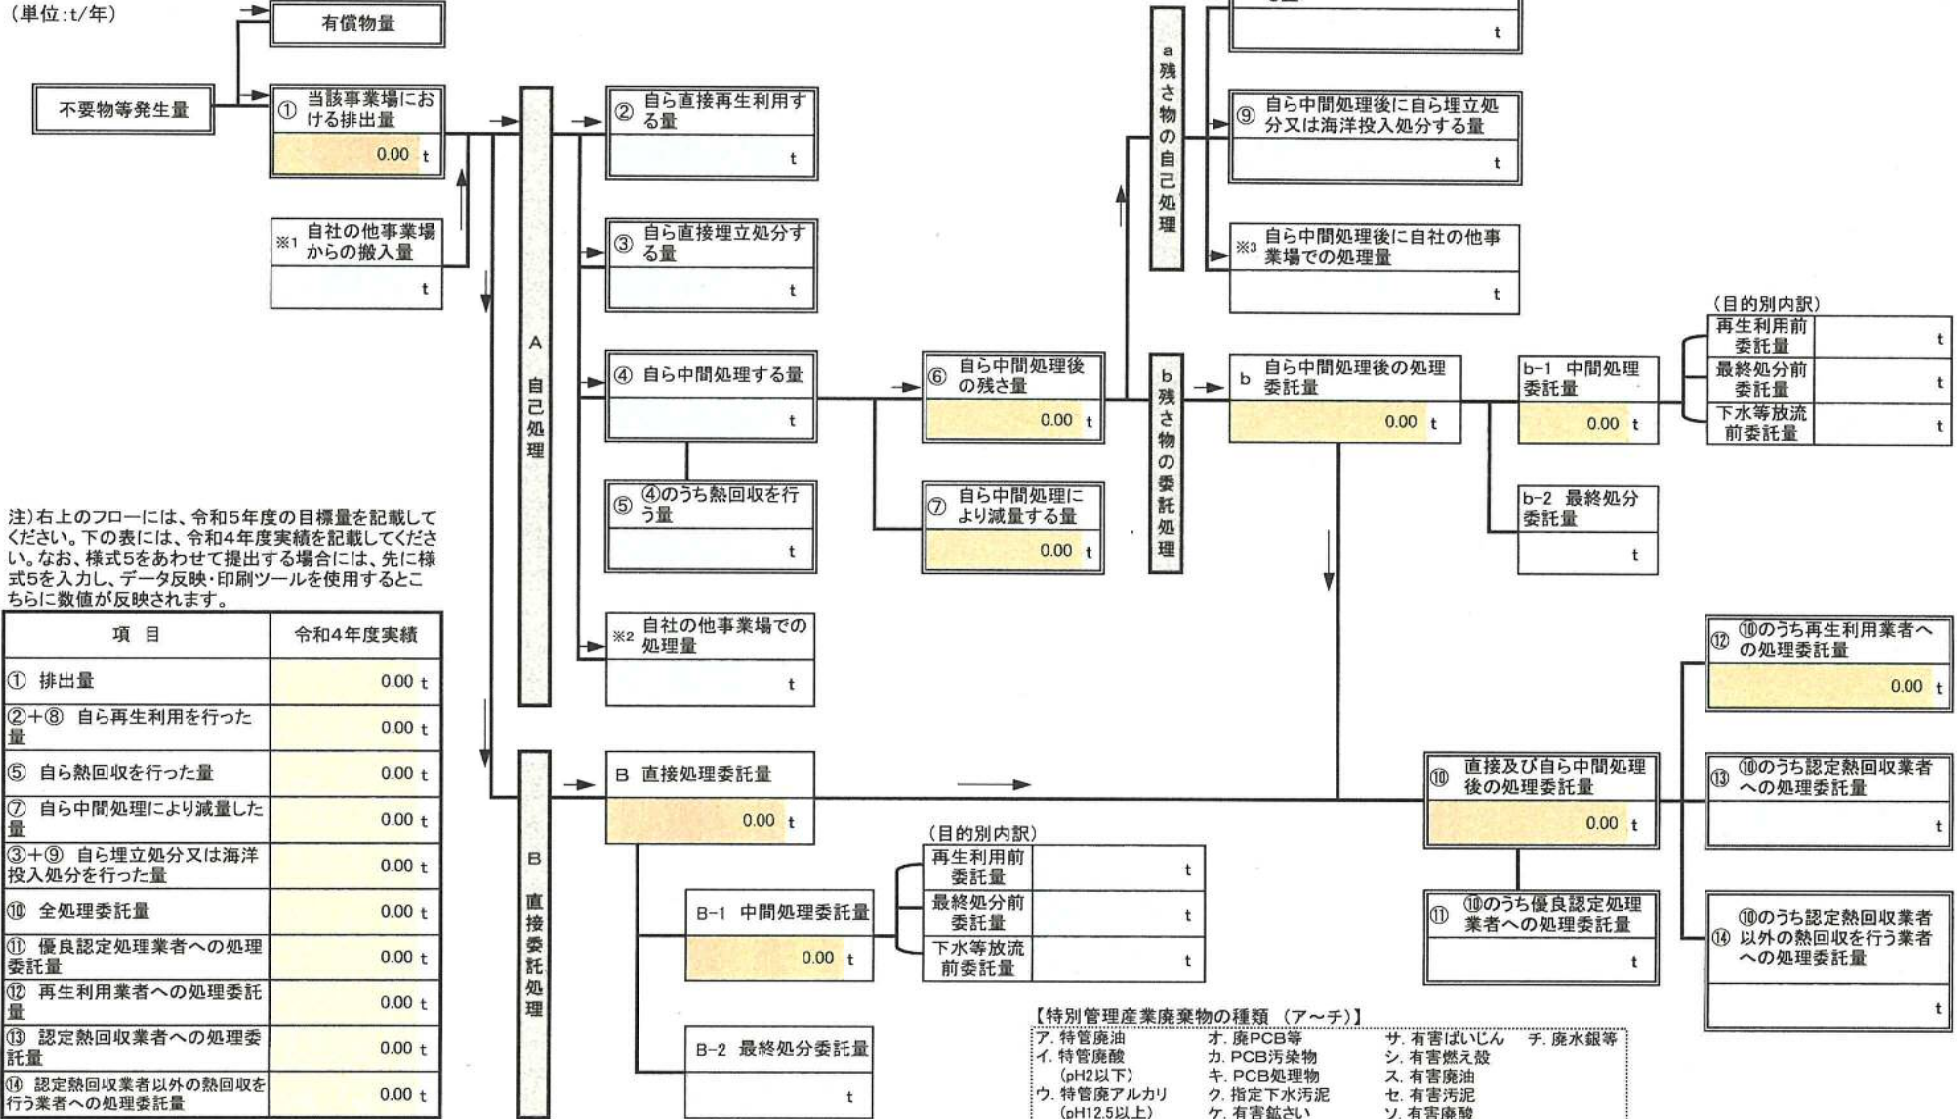 (単位:t/年)
有償物量
不要物等発生量
① 当該事業場にお
ける排出量
0.00 t
※1 自社の他事業場
からの搬入量
t
A 自己処理
② 自ら直接再生利用す
る量
t
③ 自ら直接埋立処分す
る量
t
④ 自ら中間処理する量
t
⑤ ④のうち熱回収を行
う量
t
※2 自社の他事業場での
処理量
t
⑥ 自ら中間処理後
の残さ量
0.00 t
⑦ 自ら中間処理に
より減量する量
0.00 t
a 残さ物の自己処理
t
⑨ 自ら中間処理後に自ら埋立処
分又は海洋投入処分する量
t
※3 自ら中間処理後に自社の他事
業場での処理量
t
b 残さ物の委託処理
b 自ら中間処理後の処理
委託量
0.00 t
b-1 中間処理
委託量
0.00 t
(目的別内訳)
再生利用前
委託量
t
最終処分前
委託量
t
下水等放流
前委託量
t
b-2 最終処分
委託量
t
注)右上のフローには、令和5年度の目標量を記載して
ください。下の表には、令和4年度実績を記載してくださ
い。なお、様式5をあわせて提出する場合には、先に様
式5を入力し、データ反映・印刷ツールを使用するとこ
ちらに数値が反映されます。
項 目 令和4年度実績
① 排出量 0.00 t
②+⑧ 自ら再生利用を行った
量 0.00 t
⑤ 自ら熱回収を行った量 0.00 t
⑦ 自ら中間処理により減量した
量 0.00 t
③+⑨ 自ら埋立処分又は海洋
投入処分を行った量 0.00 t
⑩ 全処理委託量 0.00 t
⑪ 優良認定処理業者への処理
委託量 0.00 t
⑫ 再生利用業者への処理委託
量 0.00 t
⑬ 認定熱回収業者への処理委
託量 0.00 t
⑭ 認定熱回収業者以外の熱回収を
行う業者への処理委託量 0.00 t
B 直接委託処理
B 直接処理委託量
0.00 t
B-1 中間処理委託量
0.00 t
(目的別内訳)
再生利用前
委託量
t
最終処分前
委託量
t
下水等放流
前委託量
t
B-2 最終処分委託量
t
⑩ 直接及び自ら中間処理
後の処理委託量
0.00 t
⑪ ⑩のうち優良認定処理
業者への処理委託量
t
⑫ ⑩のうち再生利用業者へ
の処理委託量
0.00 t
⑬ ⑩のうち認定熱回収業者
への処理委託量
t
⑭ ⑩のうち認定熱回収業者
以外の熱回収を行う業者
への処理委託量
t
【特別管理産業廃棄物の種類 (ア~チ)】
ア. 特管廃油 オ. 廃PCB等 サ. 有害ばいじん チ. 廃水銀等
イ. 特管廃酸 カ. PCB汚染物 シ. 有害燃え殻
(pH2以下) キ. PCB処理物 ス. 有害廃油
ウ. 特管廃アルカリ ク. 指定下水汚泥 セ. 有害汚泥
(pH12.5以上) ケ. 有害鉱さい ソ. 有害廃酸